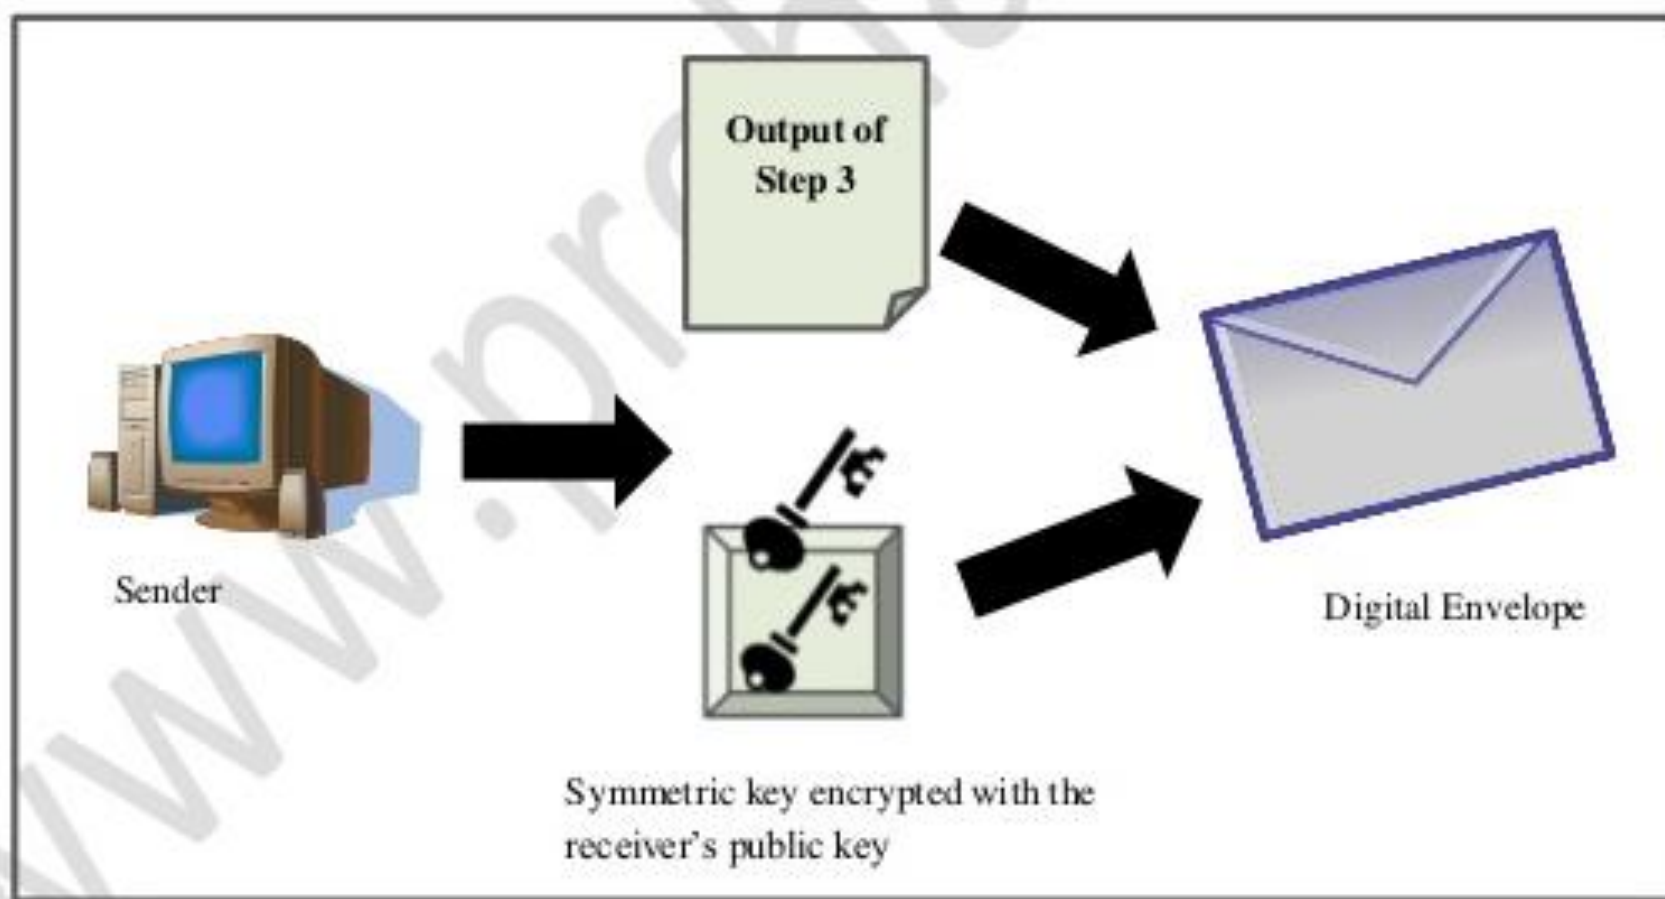 Output of
Step 3
Sender
Digital Envelope
Symmetric key encrypted with the
receiver's public key